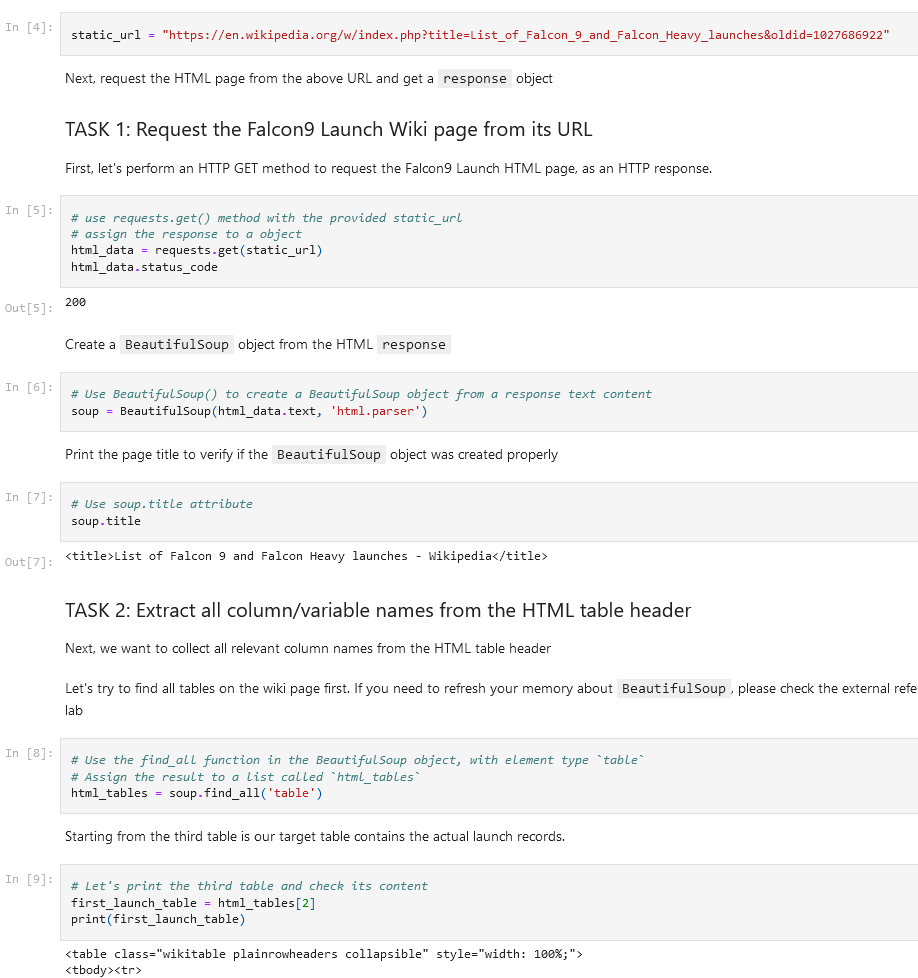 In [4]:
static_url = "https://en.wikipedia.org/w/index.php?title=List_of_Falcon_9_and_Falcon_Heavy_launches&oldid=1027686922"
Next, request the HTML page from the above URL and get a response object
TASK 1: Request the Falcon9 Launch Wiki page from its URL
First, let's perform an HTTP GET method to request the Falcon9 Launch HTML page, as an HTTP response.
In [5]:
# use requests.get() method with the provided static_url
# assign the response to a object
html_data = requests.get(static_url)
html_data.status_code
Out[5]:
200
Create a BeautifulSoup object from the HTML response
In [6]:
# Use BeautifulSoup() to create a BeautifulSoup object from a response text content
soup = BeautifulSoup(html_data.text, 'html.parser')
Print the page title to verify if the BeautifulSoup object was created properly
In [7]:
# Use soup.title attribute
soup.title
Out[7]:
<title>List of Falcon 9 and Falcon Heavy launches - Wikipedia</title>
TASK 2: Extract all column/variable names from the HTML table header
Next, we want to collect all relevant column names from the HTML table header
Let's try to find all tables on the wiki page first. If you need to refresh your memory about BeautifulSoup, please check the external refe
lab
In [8]:
# Use the find_all function in the BeautifulSoup object, with element type `table`
# Assign the result to a list called `html_tables`
html_tables = soup.find_all('table')
Starting from the third table is our target table contains the actual launch records.
In [9]:
# Let's print the third table and check its content
first_launch_table = html_tables[2]
print(first_launch_table)
<table class="wikitable plainrowheaders collapsible" style="width: 100%;">
<tbody><tr>